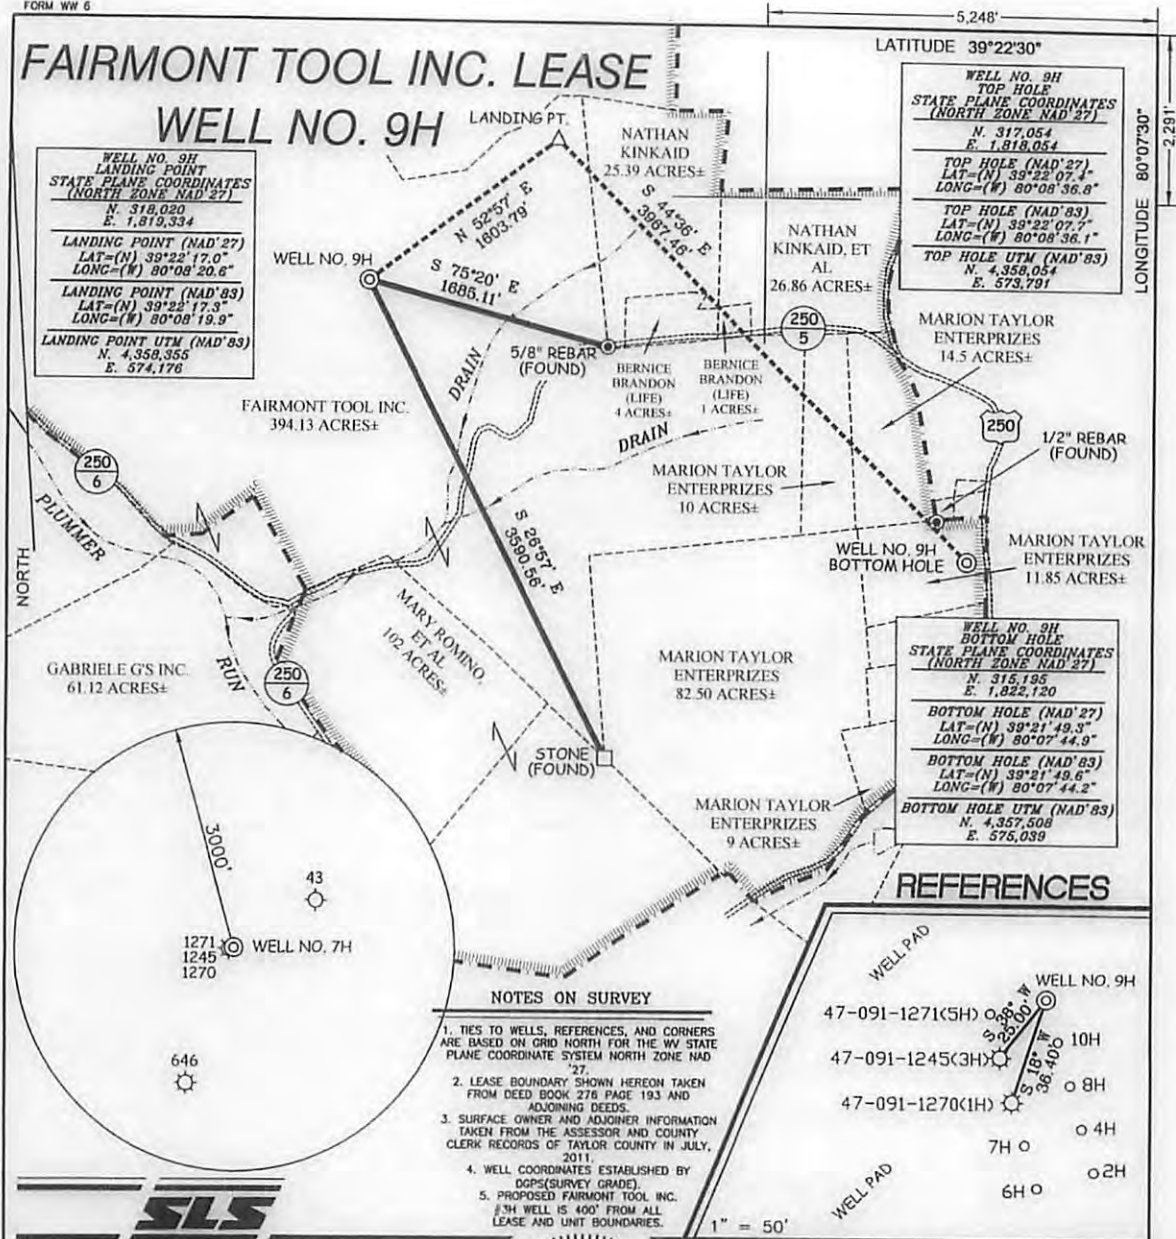 FORM WW 6
5,248'
LATITUDE 39°22'30"
2,291'
LONGITUDE 80°07'30"
FAIRMONT TOOL INC. LEASE
WELL NO. 9H
WELL NO. 9H
LANDING POINT
STATE PLANE COORDINATES
(NORTH ZONE NAD'27)
N. 318,020
E. 1,819,334
LANDING POINT (NAD'27)
LAT=(N) 39°22'17.0"
LONG=(W) 80°08'20.6"
LANDING POINT (NAD'83)
LAT=(N) 39°22'17.3"
LONG=(W) 80°08'19.9"
LANDING POINT UTM (NAD'83)
N. 4,358,355
E. 574,176
WELL NO. 9H
TOP HOLE
STATE PLANE COORDINATES
(NORTH ZONE NAD'27)
N. 317,054
E. 1,818,054
TOP HOLE (NAD'27)
LAT=(N) 39°22'07.4"
LONG=(W) 80°08'36.8"
TOP HOLE (NAD'83)
LAT=(N) 39°22'07.7"
LONG=(W) 80°08'36.1"
TOP HOLE UTM (NAD'83)
N. 4,358,054
E. 573,791
LANDING PT.
NATHAN
KINKAID
25.39 ACRES±
N 52°57' E
1603.79'
S 44°36' E
3967.46'
WELL NO. 9H
S 75°20' E
1685.11'
NATHAN
KINKAID, ET
AL
26.86 ACRES±
250
5
MARION TAYLOR
ENTERPRIZES
14.5 ACRES±
5/8" REBAR
(FOUND)
BERNICE
BRANDON
(LIFE)
4 ACRES±
BERNICE
BRANDON
(LIFE)
1 ACRES±
DRAIN
FAIRMONT TOOL INC.
394.13 ACRES±
DRAIN
250
1/2" REBAR
(FOUND)
250
6
MARION TAYLOR
ENTERPRIZES
10 ACRES±
PLUMMER
NORTH
S 26°57' E
3590.56'
WELL NO. 9H
BOTTOM HOLE
MARION TAYLOR
ENTERPRIZES
11.85 ACRES±
MARY ROMINO,
ET AL
102 ACRES±
GABRIELE G'S INC.
61.12 ACRES±
RUN
250
6
MARION TAYLOR
ENTERPRIZES
82.50 ACRES±
WELL NO. 9H
BOTTOM HOLE
STATE PLANE COORDINATES
(NORTH ZONE NAD'27)
N. 315,195
E. 1,822,120
BOTTOM HOLE (NAD'27)
LAT=(N) 39°21'49.3"
LONG=(W) 80°07'44.9"
BOTTOM HOLE (NAD'83)
LAT=(N) 39°21'49.6"
LONG=(W) 80°07'44.2"
BOTTOM HOLE UTM (NAD'83)
N. 4,357,508
E. 575,039
STONE
(FOUND)
MARION TAYLOR
ENTERPRIZES
9 ACRES±
3000'
43
1271
1245
1270
WELL NO. 7H
646
REFERENCES
WELL PAD
WELL NO. 9H
47-091-1271(5H)
S 38° W
25.00'
47-091-1245(3H)
10H
S 18° W
36.40'
8H
47-091-1270(1H)
4H
7H
2H
6H
WELL PAD
1" = 50'
NOTES ON SURVEY
1. TIES TO WELLS, REFERENCES, AND CORNERS
ARE BASED ON GRID NORTH FOR THE WV STATE
PLANE COORDINATE SYSTEM NORTH ZONE NAD
'27.
2. LEASE BOUNDARY SHOWN HEREON TAKEN
FROM DEED BOOK 276 PAGE 193 AND
ADJOINING DEEDS.
3. SURFACE OWNER AND ADJOINER INFORMATION
TAKEN FROM THE ASSESSOR AND COUNTY
CLERK RECORDS OF TAYLOR COUNTY IN JULY,
2011.
4. WELL COORDINATES ESTABLISHED BY
DGPS(SURVEY GRADE).
5. PROPOSED FAIRMONT TOOL INC.
#3H WELL IS 400' FROM ALL
LEASE AND UNIT BOUNDARIES.
SLS